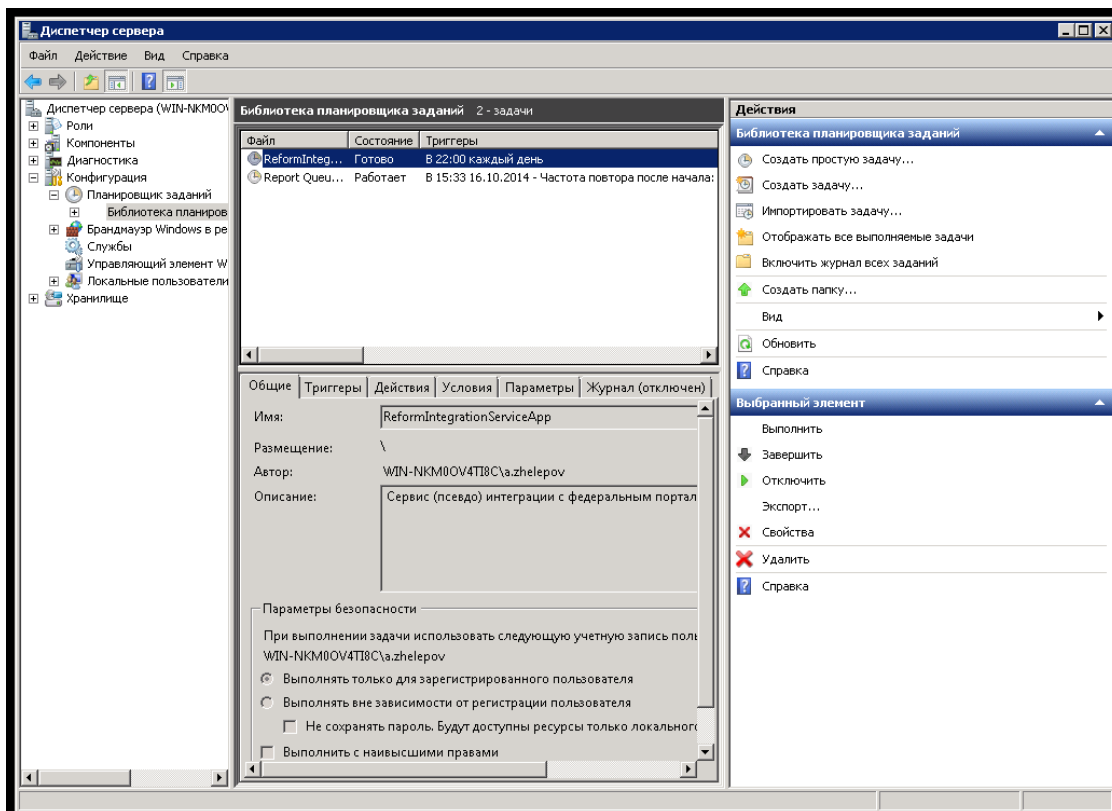 Диспетчер сервера
Файл Действие Вид Справка
Диспетчер сервера (WIN-NKM0OV
Роли
Компоненты
Диагностика
Конфигурация
Планировщик заданий
Библиотека планиров
Брандмауэр Windows в ре
Службы
Управляющий элемент W
Локальные пользователи
Хранилище
Библиотека планировщика заданий 2 - задачи
Файл Состояние Триггеры
ReformInteg... Готово В 22:00 каждый день
Report Queu... Работает В 15:33 16.10.2014 - Частота повтора после начала:
Общие Триггеры Действия Условия Параметры Журнал (отключен)
Имя: ReformIntegrationServiceApp
Размещение: \
Автор: WIN-NKM0OV4TI8C\a.zhelepov
Описание: Сервис (псевдо) интеграции с федеральным портал
Параметры безопасности
При выполнении задачи использовать следующую учетную запись поль
WIN-NKM0OV4TI8C\a.zhelepov
Выполнять только для зарегистрированного пользователя
Выполнять вне зависимости от регистрации пользователя
Не сохранять пароль. Будут доступны ресурсы только локального
Выполнить с наивысшими правами
Действия
Библиотека планировщика заданий
Создать простую задачу...
Создать задачу...
Импортировать задачу...
Отображать все выполняемые задачи
Включить журнал всех заданий
Создать папку...
Вид
Обновить
Справка
Выбранный элемент
Выполнить
Завершить
Отключить
Экспорт...
Свойства
Удалить
Справка